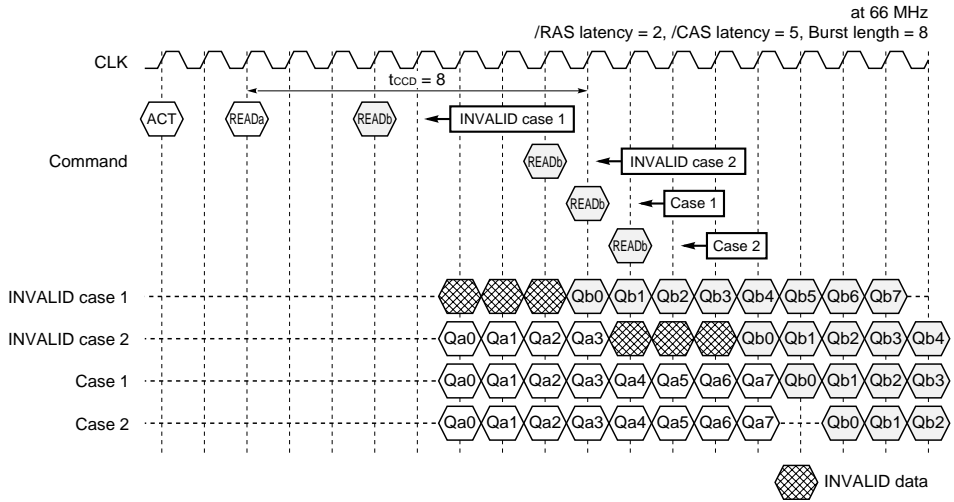 at 66 MHz
/RAS latency = 2, /CAS latency = 5, Burst length = 8
CLK
tCCD = 8
ACT READa READb INVALID case 1
Command READb INVALID case 2
READb Case 1
READb Case 2
INVALID case 1 Qb0 Qb1 Qb2 Qb3 Qb4 Qb5 Qb6 Qb7
INVALID case 2 Qa0 Qa1 Qa2 Qa3 Qb0 Qb1 Qb2 Qb3 Qb4
Case 1 Qa0 Qa1 Qa2 Qa3 Qa4 Qa5 Qa6 Qa7 Qb0 Qb1 Qb2 Qb3
Case 2 Qa0 Qa1 Qa2 Qa3 Qa4 Qa5 Qa6 Qa7 Qb0 Qb1 Qb2
INVALID data